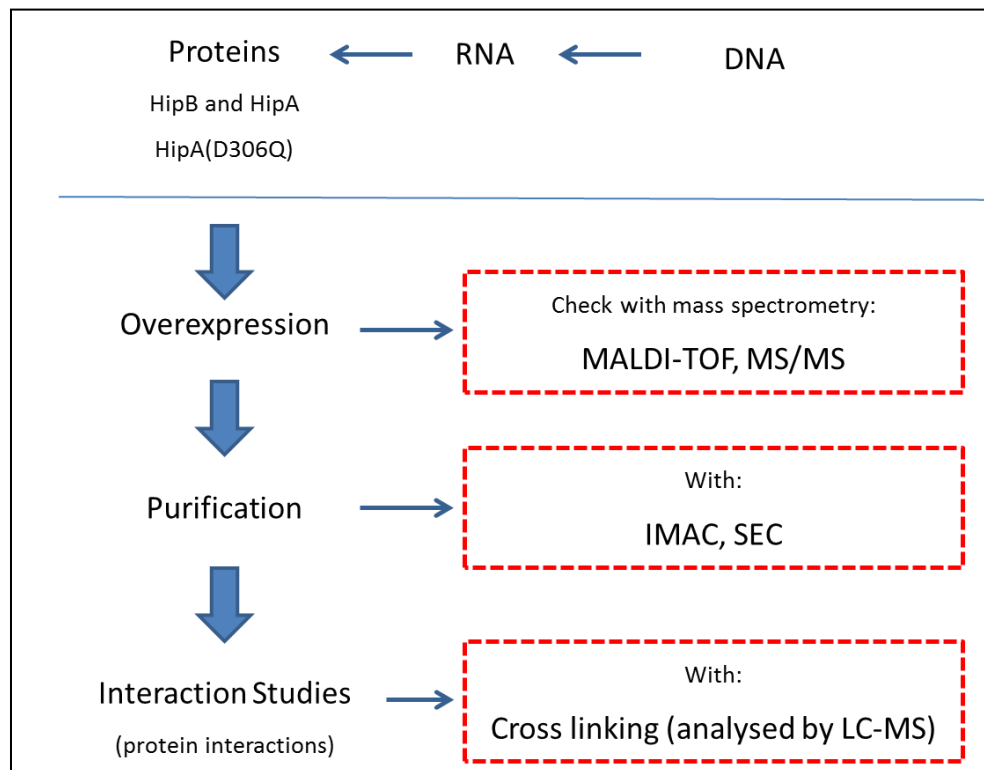 Proteins RNA DNA
HipB and HipA
HipA(D306Q)
Overexpression
Check with mass spectrometry:
MALDI-TOF, MS/MS
Purification
With:
IMAC, SEC
Interaction Studies
(protein interactions)
With:
Cross linking (analysed by LC-MS)